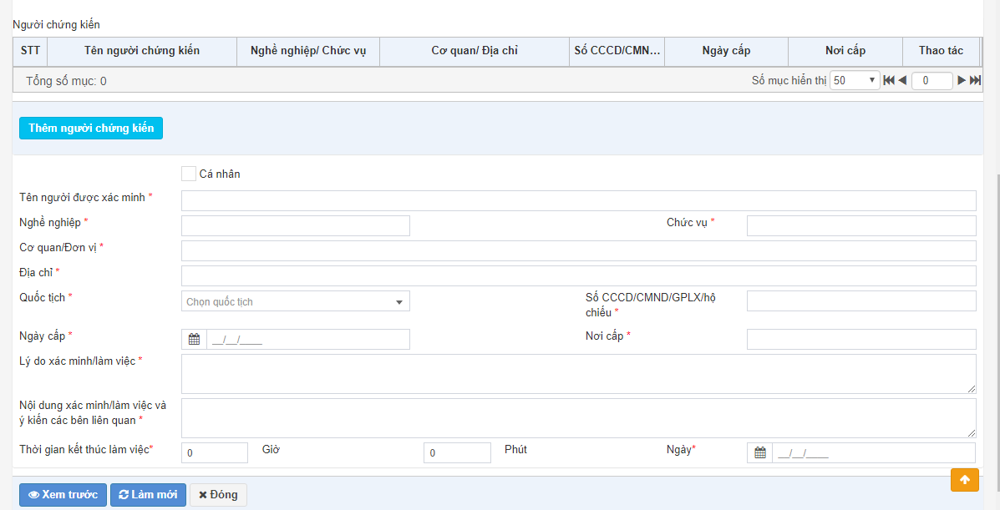 Người chứng kiến
STT Tên người chứng kiến Nghề nghiệp/ Chức vụ Cơ quan/ Địa chỉ Số CCCD/CMN... Ngày cấp Nơi cấp Thao tác
Tổng số mục: 0 Số mục hiển thị 50 0
Thêm người chứng kiến
Cá nhân
Tên người được xác minh *
Nghề nghiệp * Chức vụ *
Cơ quan/Đơn vị *
Địa chỉ *
Quốc tịch * Chọn quốc tịch Số CCCD/CMND/GPLX/hộ
chiếu *
Ngày cấp * __/__/____ Nơi cấp *
Lý do xác minh/làm việc *
Nội dung xác minh/làm việc và
ý kiến các bên liên quan *
Thời gian kết thúc làm việc* 0 Giờ 0 Phút Ngày* __/__/____
Xem trước Làm mới Đóng